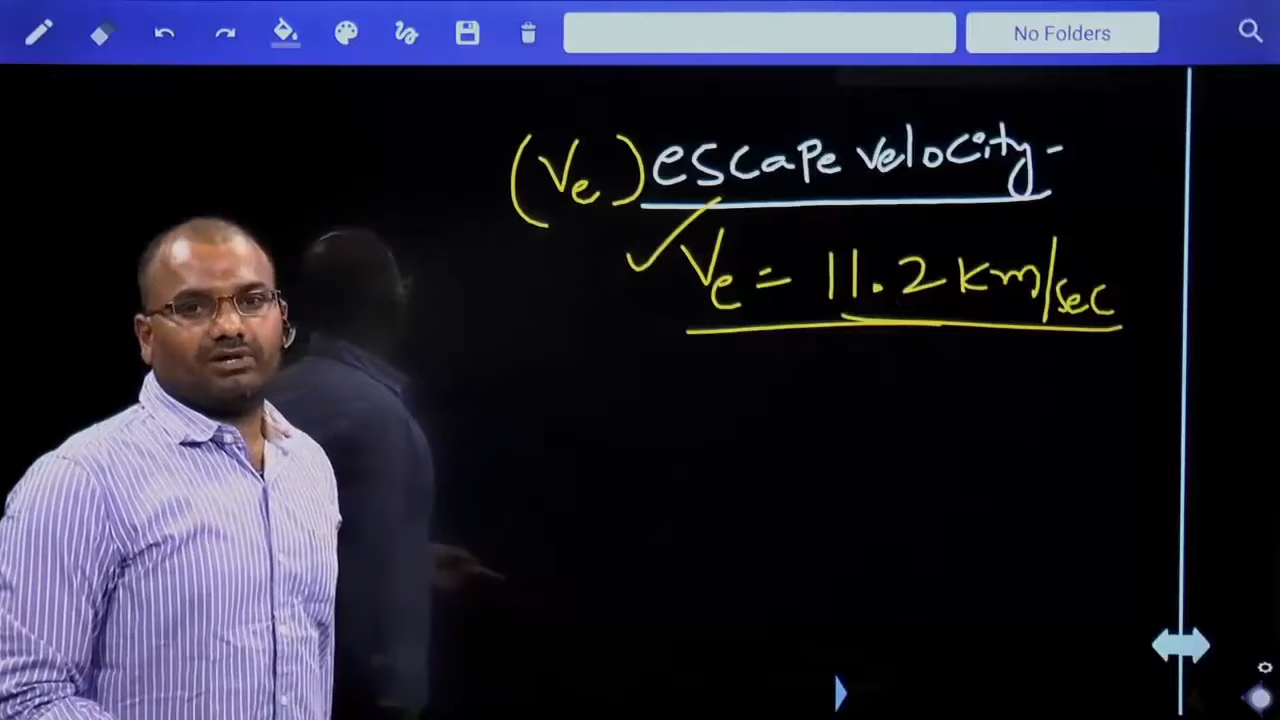 No Folders
(Ve) escape velocity -
Ve = 11.2 Km/sec